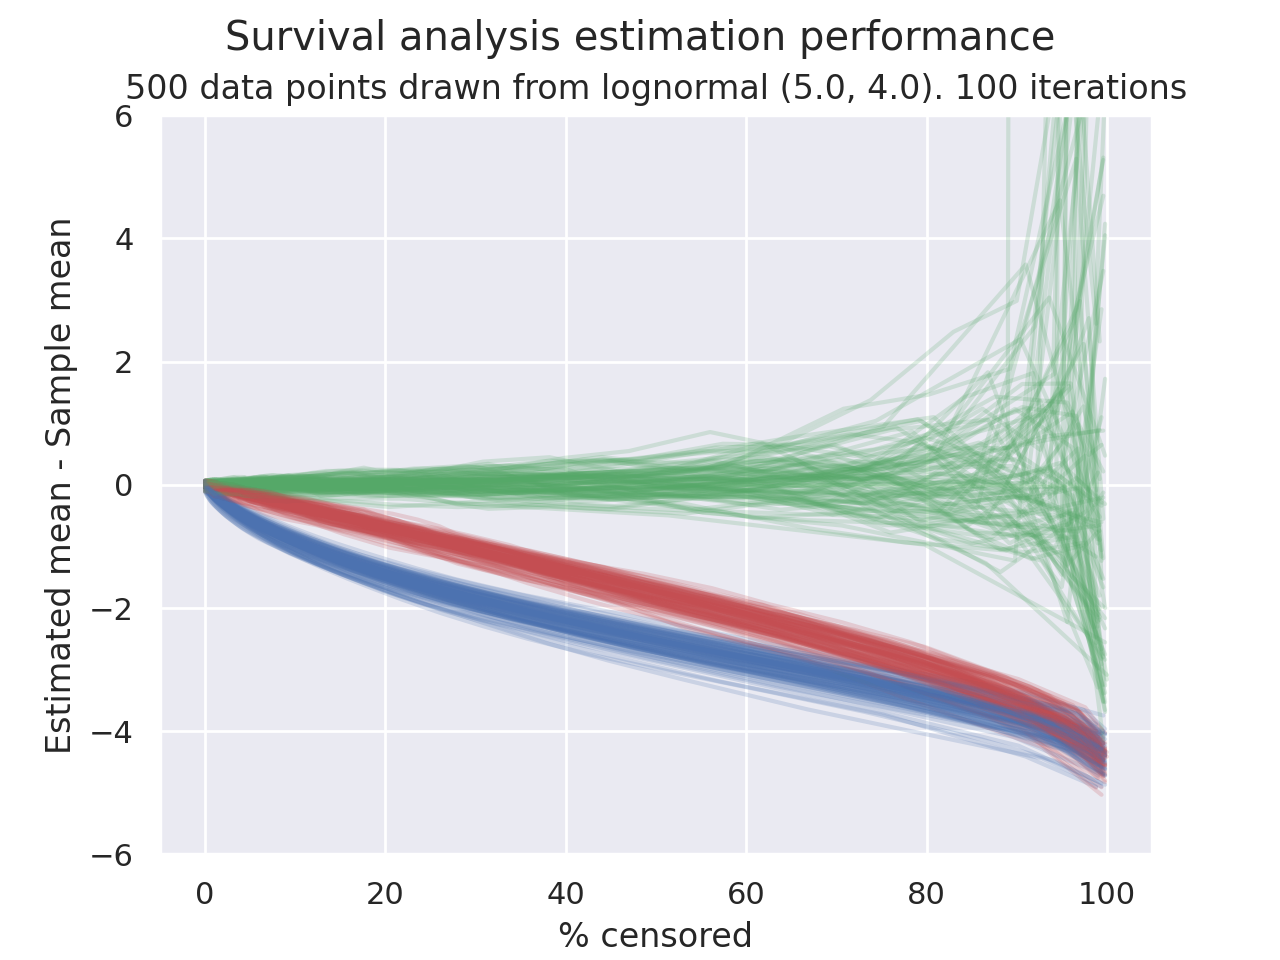 Survival analysis estimation performance
500 data points drawn from lognormal (5.0, 4.0). 100 iterations
6
4
2
0
−2
−4
−6
Estimated mean - Sample mean
0 20 40 60 80 100
% censored